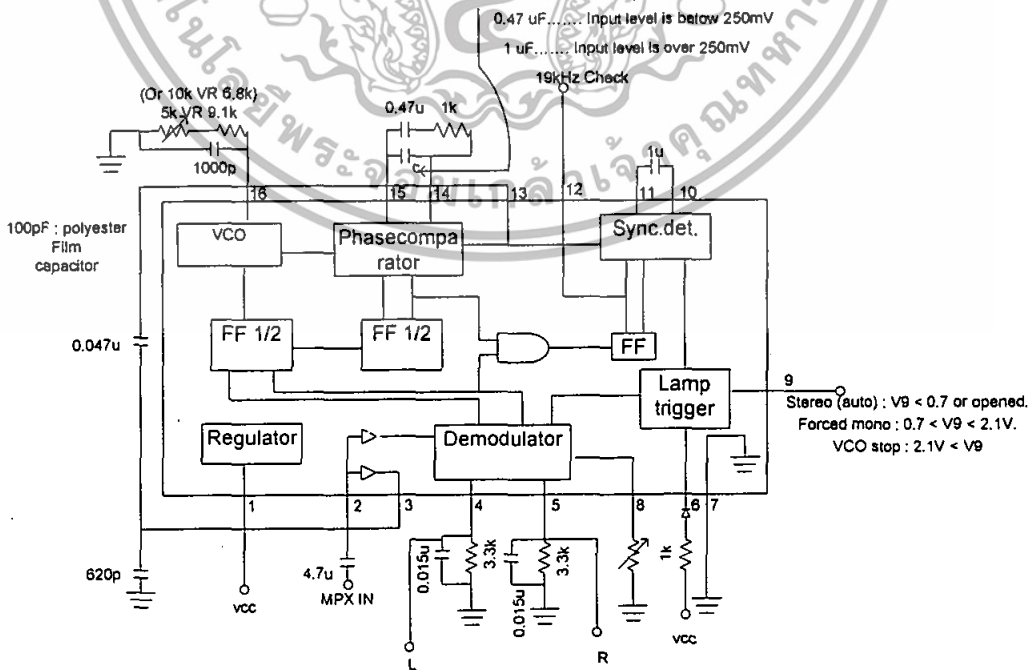 0.47 uF....... Input level is below 250mV
1 uF....... Input level is over 250mV
19kHz Check
(Or 10k VR 6.8k)
5k VR 9.1k
1000p
0.47u
1k
C
1u
16
15
14
13
12
11
10
100pF : polyester
Film
capacitor
VCO
Phasecompa
rator
Sync.det.
0.047u
FF 1/2
FF 1/2
FF
Lamp
trigger
9
Stereo (auto) : V9 < 0.7 or opened.
Forced mono : 0.7 < V9 < 2.1V.
VCO stop : 2.1V < V9
Regulator
Demodulator
1
2
3
4
5
8
6
7
620p
vcc
4.7u
MPX IN
0.015u
3.3k
0.015u
3.3k
1k
vcc
L
R